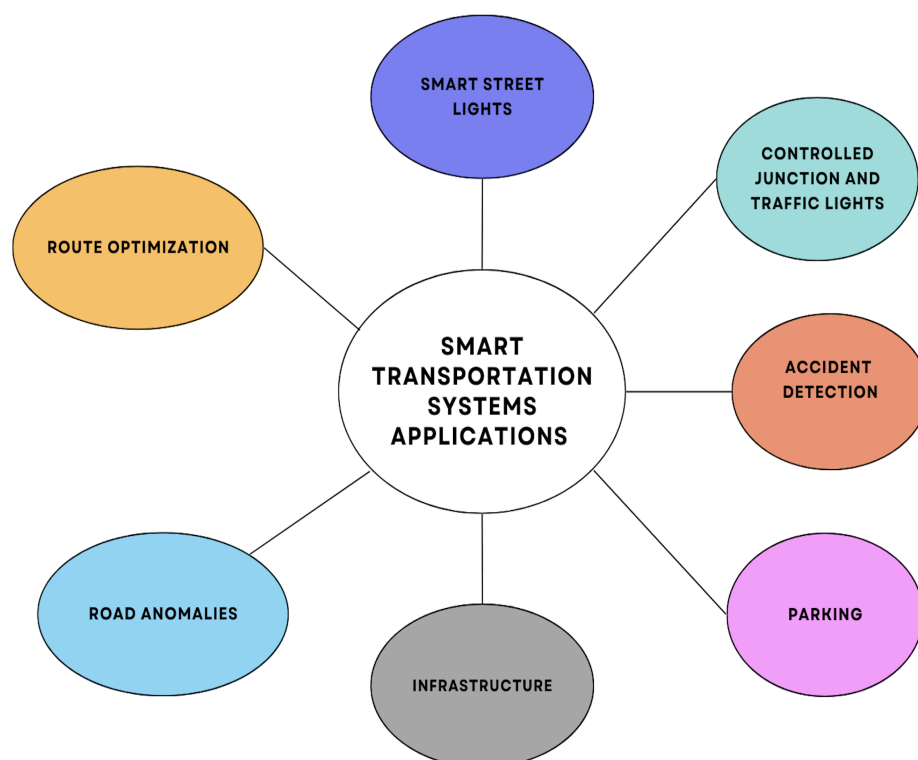 SMART STREET
LIGHTS
CONTROLLED
JUNCTION AND
TRAFFIC LIGHTS
ROUTE OPTIMIZATION
SMART
TRANSPORTATION
SYSTEMS
APPLICATIONS
ACCIDENT
DETECTION
ROAD ANOMALIES
PARKING
INFRASTRUCTURE